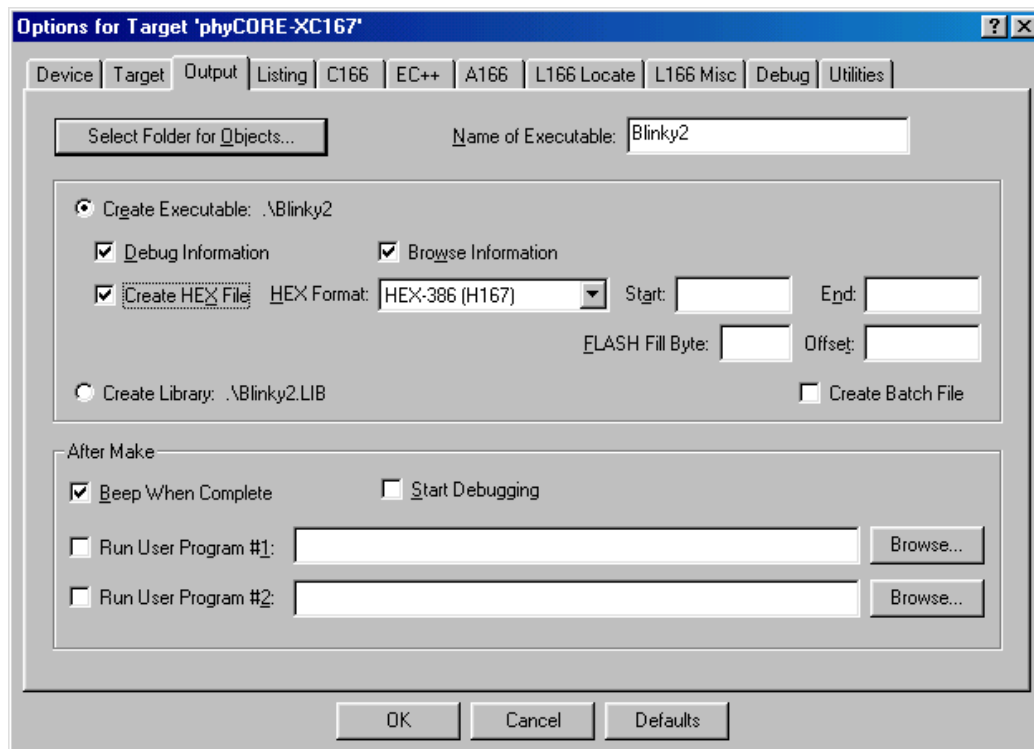 Options for Target 'phyCORE-XC167'
Device Target Output Listing C166 EC++ A166 L166 Locate L166 Misc Debug Utilities
Select Folder for Objects... Name of Executable: Blinky2
Create Executable: .\Blinky2
Debug Information Browse Information
Create HEX File HEX Format: HEX-386 (H167) Start: End:
FLASH Fill Byte: Offset:
Create Library: .\Blinky2.LIB Create Batch File
After Make
Beep When Complete Start Debugging
Run User Program #1: Browse...
Run User Program #2: Browse...
OK Cancel Defaults